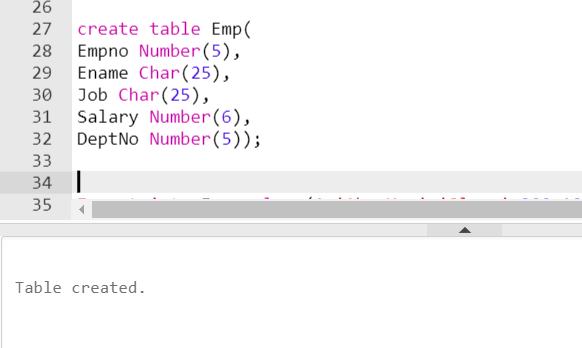 26
27 create table Emp(
28 Empno Number(5),
29 Ename Char(25),
30 Job Char(25),
31 Salary Number(6),
32 DeptNo Number(5));
33
34
35
Table created.